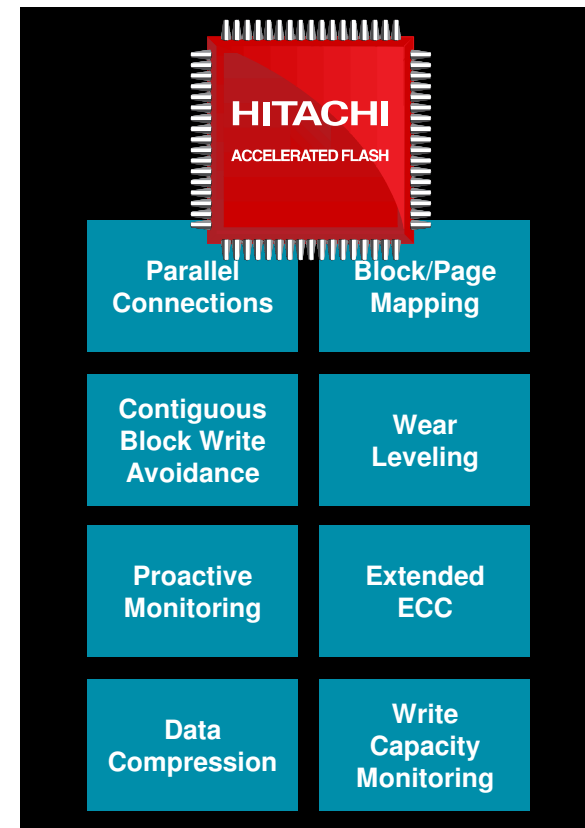 HITACHI
ACCELERATED FLASH
Parallel
Connections
Block/Page
Mapping
Contiguous
Block Write
Avoidance
Wear
Leveling
Proactive
Monitoring
Extended
ECC
Data
Compression
Write
Capacity
Monitoring